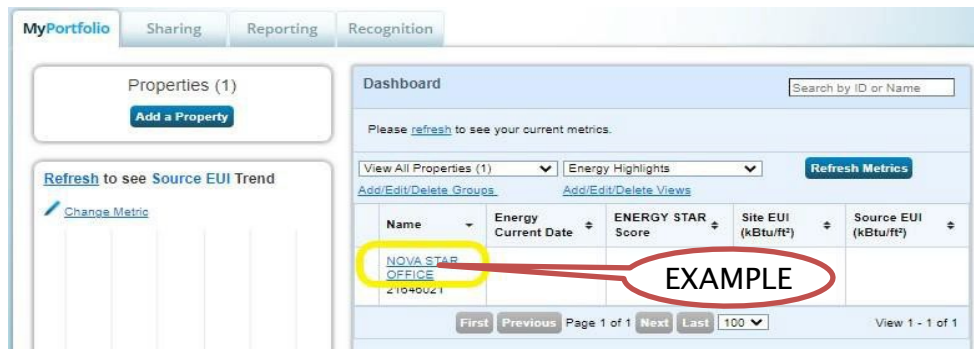 MyPortfolio Sharing Reporting Recognition
Properties (1)
Add a Property
Refresh to see Source EUI Trend
Change Metric
Dashboard
Search by ID or Name
Please refresh to see your current metrics.
View All Properties (1) Energy Highlights Refresh Metrics
Add/Edit/Delete Groups Add/Edit/Delete Views
Name Energy Current Date ENERGY STAR Score Site EUI (kBtu/ft²) Source EUI (kBtu/ft²)
NOVA STAR
OFFICE
21646021
EXAMPLE
First Previous Page 1 of 1 Next Last 100 View 1 - 1 of 1